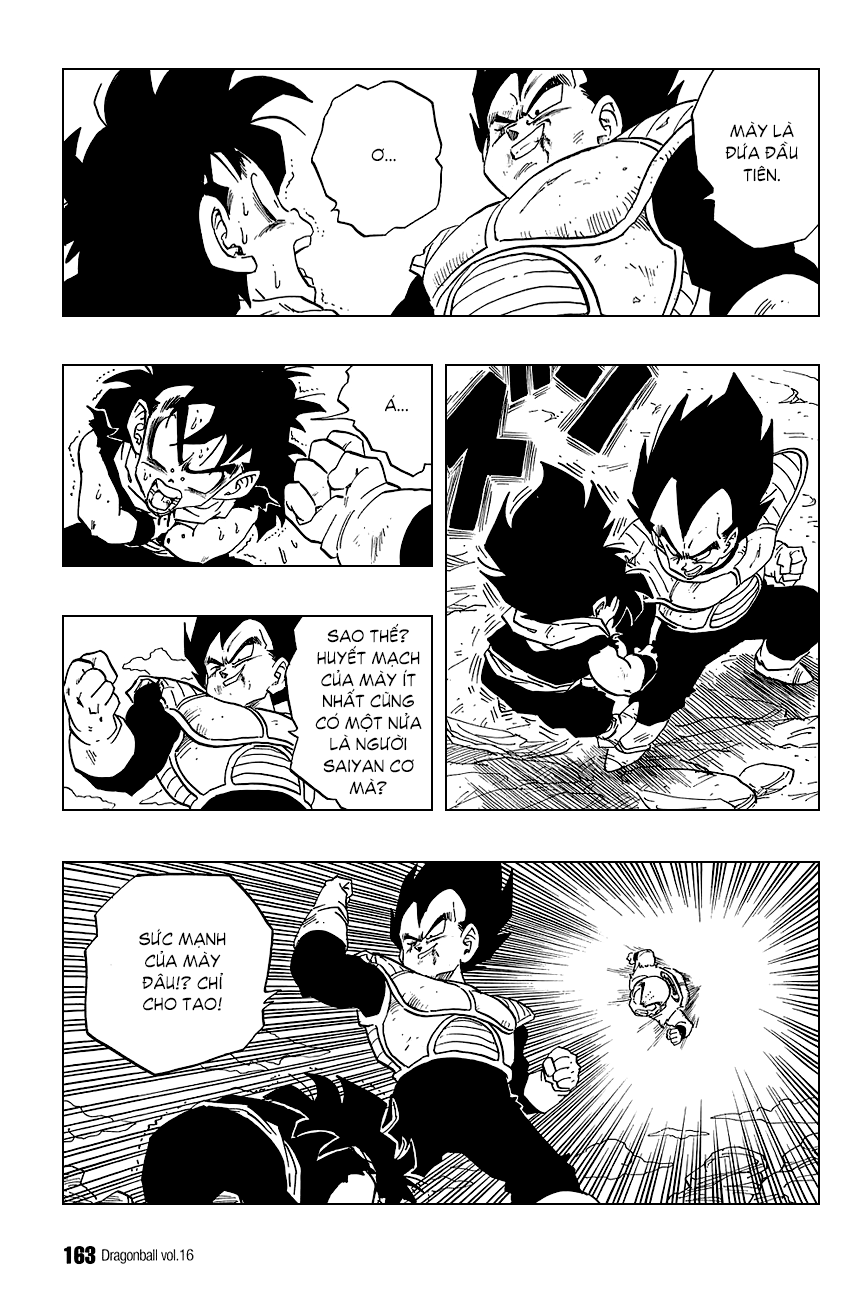 MÀY LÀ
ĐỨA ĐẦU
TIÊN.
Ơ...
Á...
SAO THẾ?
HUYẾT MẠCH
CỦA MÀY ÍT
NHẤT CŨNG
CÓ MỘT NỬA
LÀ NGƯỜI
SAIYAN CƠ
MÀ?
SỨC MẠNH
CỦA MÀY
ĐÂU!? CHỈ
CHO TAO!
163 Dragonball vol.16